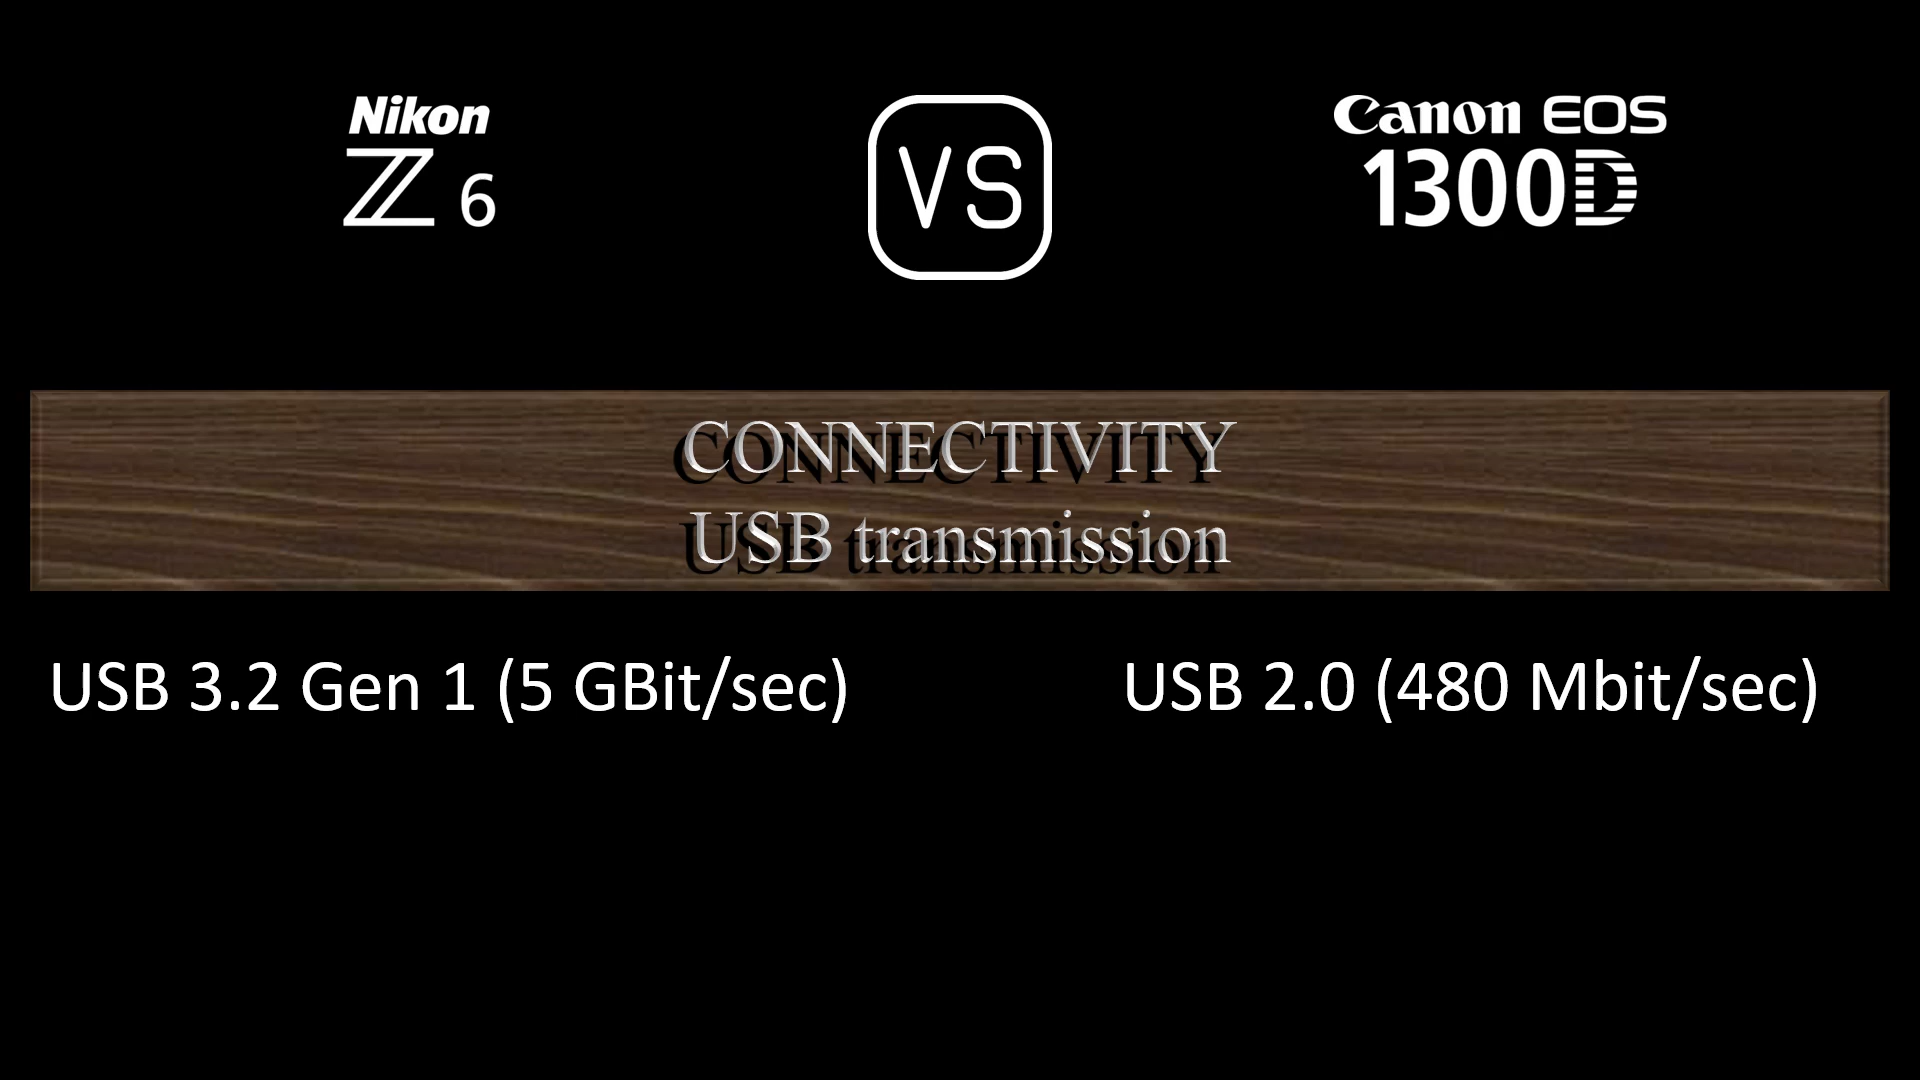 Nikon
Z 6
VS
Canon EOS
1300D
CONNECTIVITY
USB transmission
USB 3.2 Gen 1 (5 GBit/sec)
USB 2.0 (480 Mbit/sec)